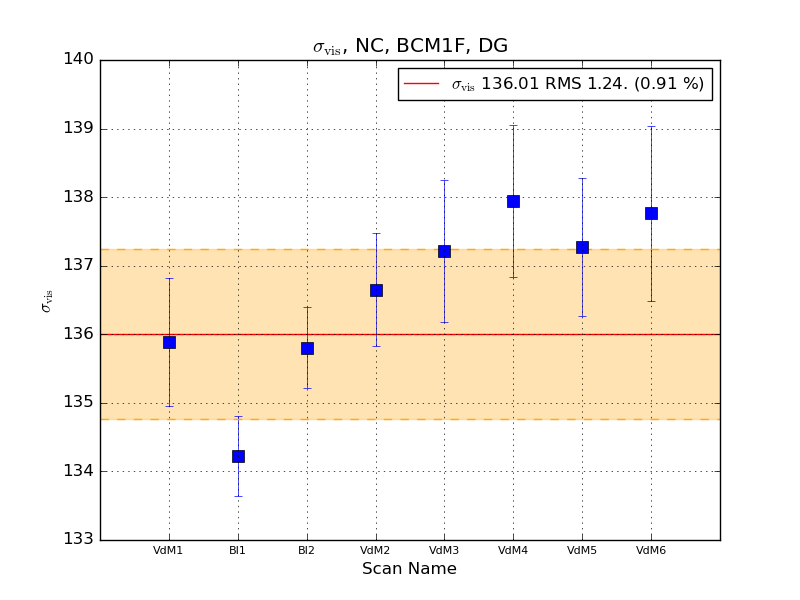 σvis, NC, BCM1F, DG
σvis 136.01 RMS 1.24. (0.91 %)
140
139
138
137
136
135
134
133
σvis
VdM1 BI1 BI2 VdM2 VdM3 VdM4 VdM5 VdM6
Scan Name